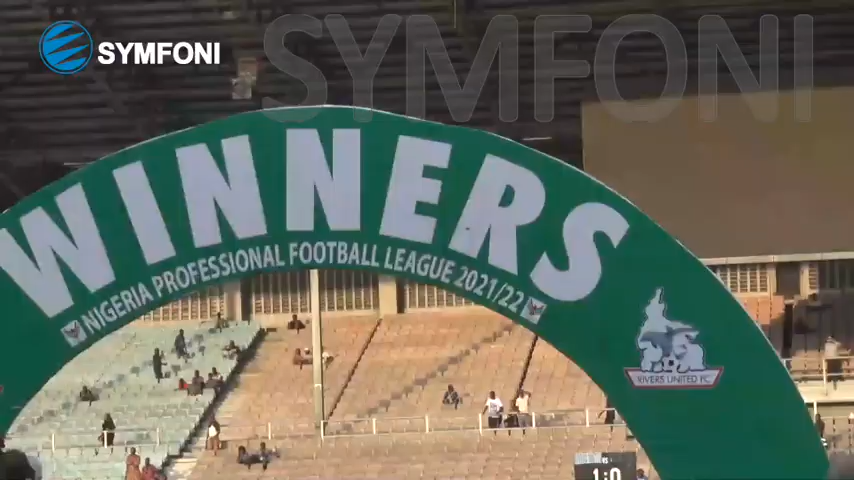 SYMFONI
SYMFONI
WINNERS
NIGERIA PROFESSIONAL FOOTBALL LEAGUE 2021/22
RIVERS UNITED FC
1:0